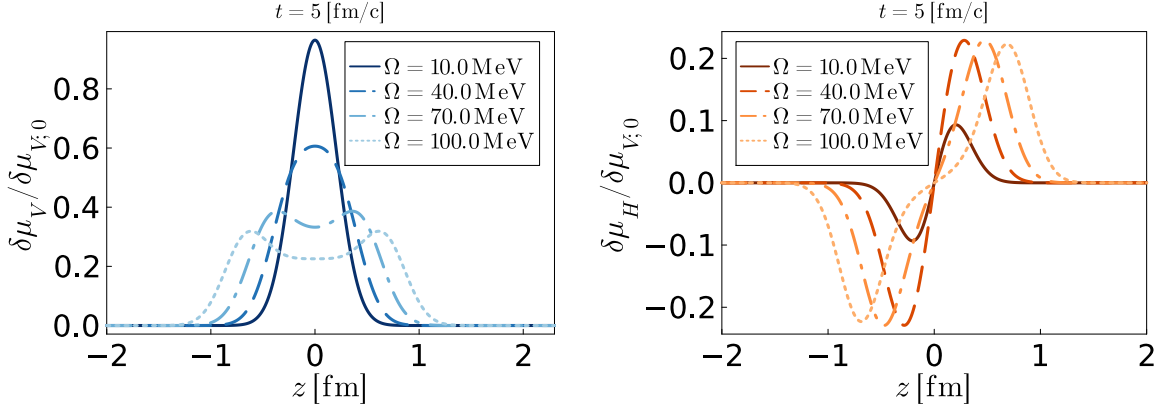 t = 5 [fm/c]
δμ_V/δμ_{V;0}
0.8
0.6
0.4
0.2
0.0
Ω = 10.0 MeV
Ω = 40.0 MeV
Ω = 70.0 MeV
Ω = 100.0 MeV
−2
−1
0
1
2
z [fm]
t = 5 [fm/c]
δμ_H/δμ_{V;0}
0.2
0.1
0.0
−0.1
−0.2
Ω = 10.0 MeV
Ω = 40.0 MeV
Ω = 70.0 MeV
Ω = 100.0 MeV
−2
−1
0
1
2
z [fm]